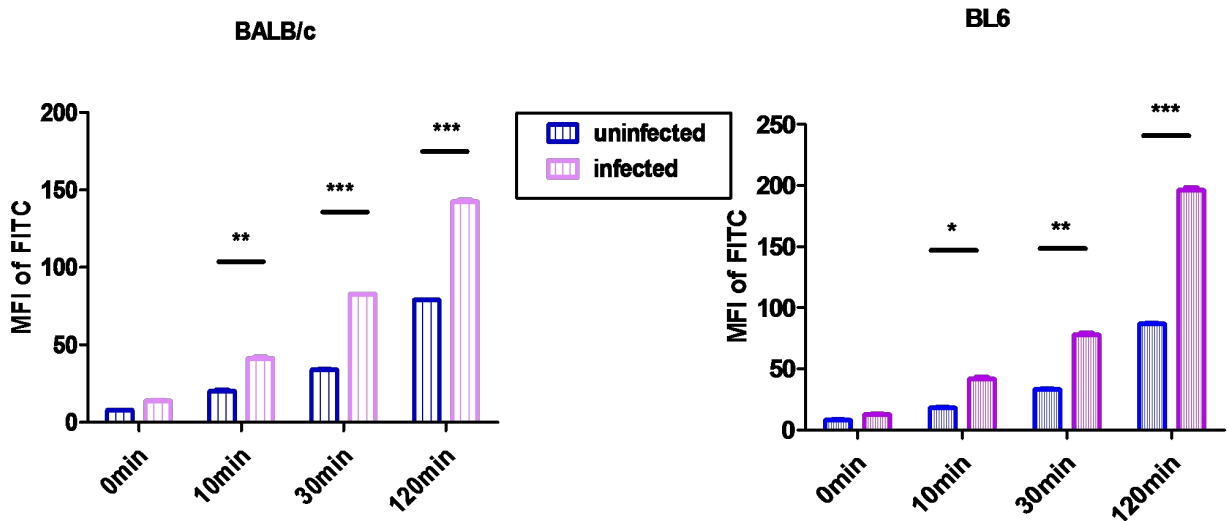 BALB/c
MFI of FITC
200
150
100
50
0
**
***
***
0min
10min
30min
120min
uninfected
infected
BL6
MFI of FITC
250
200
150
100
50
0
*
**
***
0min
10min
30min
120min